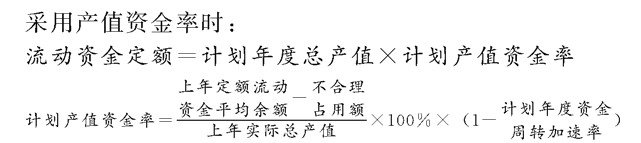 采用产值资金率时:
流动资金定额=计划年度总产值×计划产值资金率
计划产值资金率=(上年定额流动资金平均余额-不合理占用额)/上年实际总产值×100%×(1-计划年度资金周转加速率)